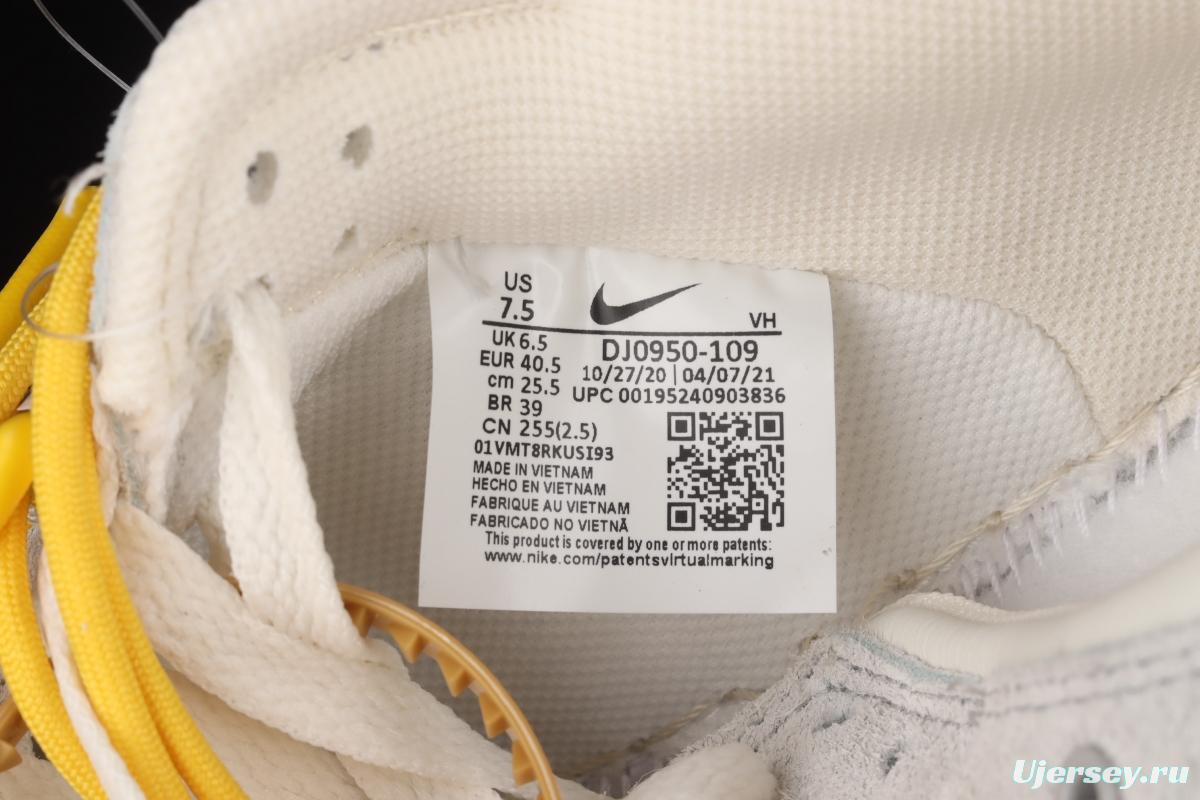 US
7.5
VH
UK 6.5
EUR 40.5
cm 25.5
BR 39
CN 255(2.5)
DJ0950-109
10/27/20 | 04/07/21
UPC 00195240903836
01VMT8RKUSI93
MADE IN VIETNAM
HECHO EN VIETNAM
FABRIQUE AU VIETNAM
FABRICADO NO VIETNÃ
This product is covered by one or more patents:
www.nike.com/patentsvirtualmarking
Ujersey.ru